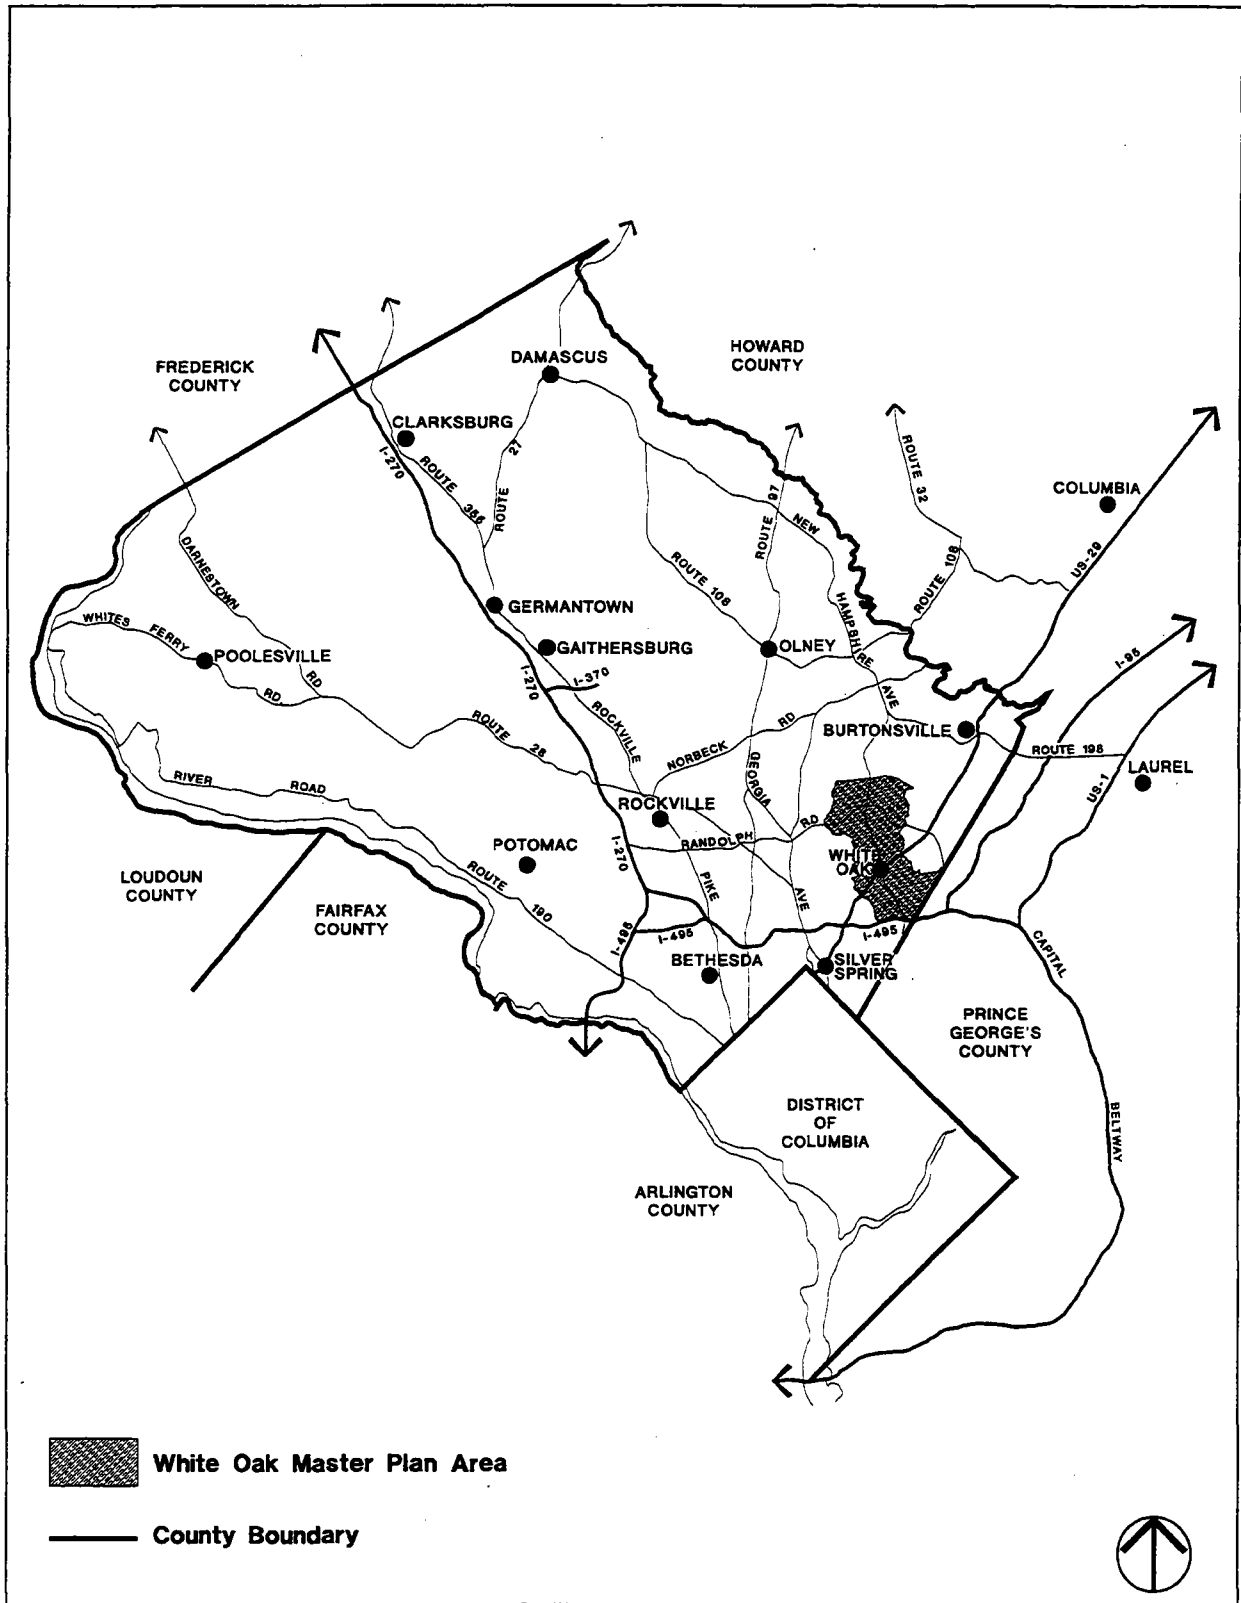 HOWARD
COUNTY
FREDERICK
COUNTY
DAMASCUS
CLARKSBURG
I-270
ROUTE 355
ROUTE 27
ROUTE 97
ROUTE 32
COLUMBIA
NEW HAMPSHIRE AVE
US-29
ROUTE 108
ROUTE 108
DARNESTOWN RD
WHITES FERRY RD
GERMANTOWN
GAITHERSBURG
OLNEY
POOLESVILLE
I-270
I-370
I-95
ROCKVILLE PIKE
ROUTE 28
NORBECK RD
BURTONSVILLE
ROUTE 198
LAUREL
US-1
GEORGIA AVE
RIVER ROAD
ROCKVILLE
RANDOLPH RD
POTOMAC
I-270
WHITE
OAK
LOUDOUN
COUNTY
ROUTE 190
FAIRFAX
COUNTY
I-495
I-495
I-495
BETHESDA
SILVER
SPRING
CAPITAL BELTWAY
PRINCE
GEORGE'S
COUNTY
DISTRICT
OF
COLUMBIA
ARLINGTON
COUNTY
White Oak Master Plan Area
County Boundary